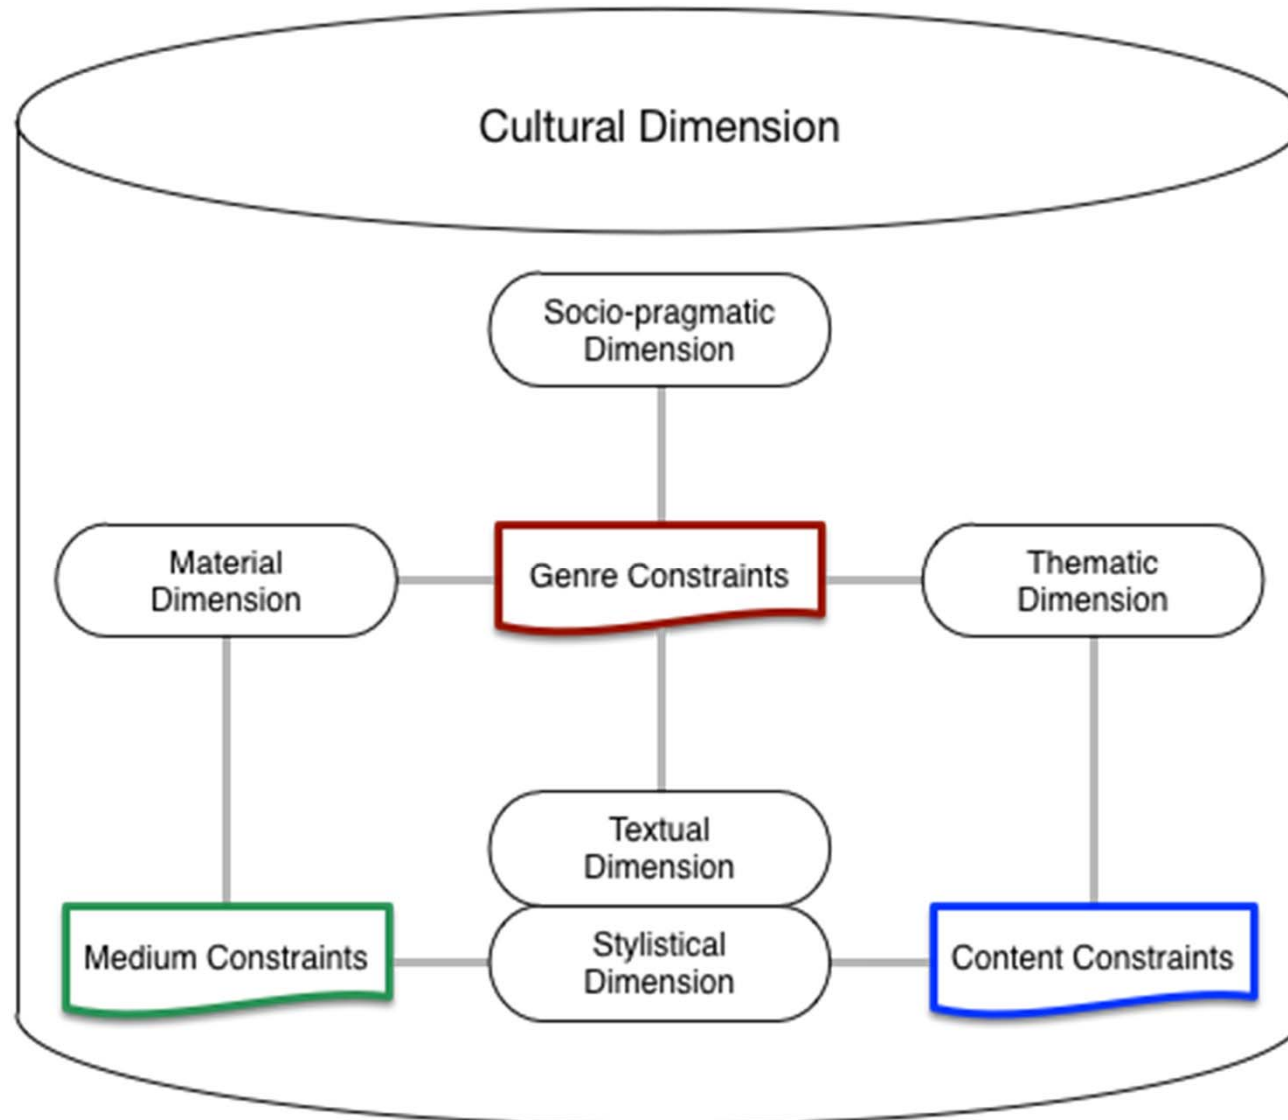 Cultural Dimension
Socio-pragmatic
Dimension
Material
Dimension
Genre Constraints
Thematic
Dimension
Textual
Dimension
Medium Constraints
Stylistical
Dimension
Content Constraints